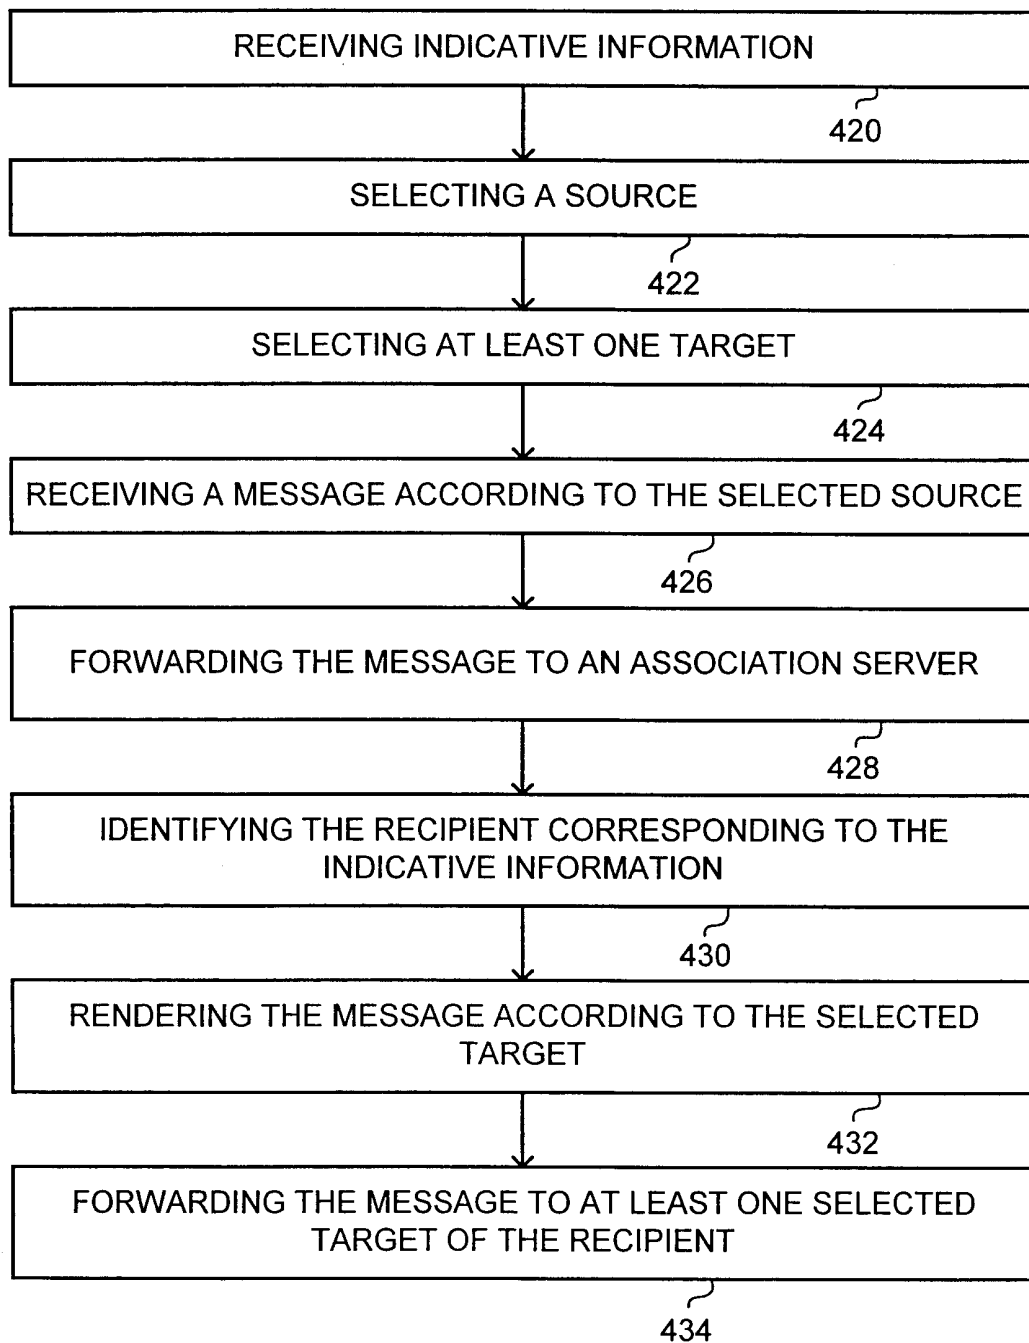 RECEIVING INDICATIVE INFORMATION
420
SELECTING A SOURCE
422
SELECTING AT LEAST ONE TARGET
424
RECEIVING A MESSAGE ACCORDING TO THE SELECTED SOURCE
426
FORWARDING THE MESSAGE TO AN ASSOCIATION SERVER
428
IDENTIFYING THE RECIPIENT CORRESPONDING TO THE
INDICATIVE INFORMATION
430
RENDERING THE MESSAGE ACCORDING TO THE SELECTED
TARGET
432
FORWARDING THE MESSAGE TO AT LEAST ONE SELECTED
TARGET OF THE RECIPIENT
434